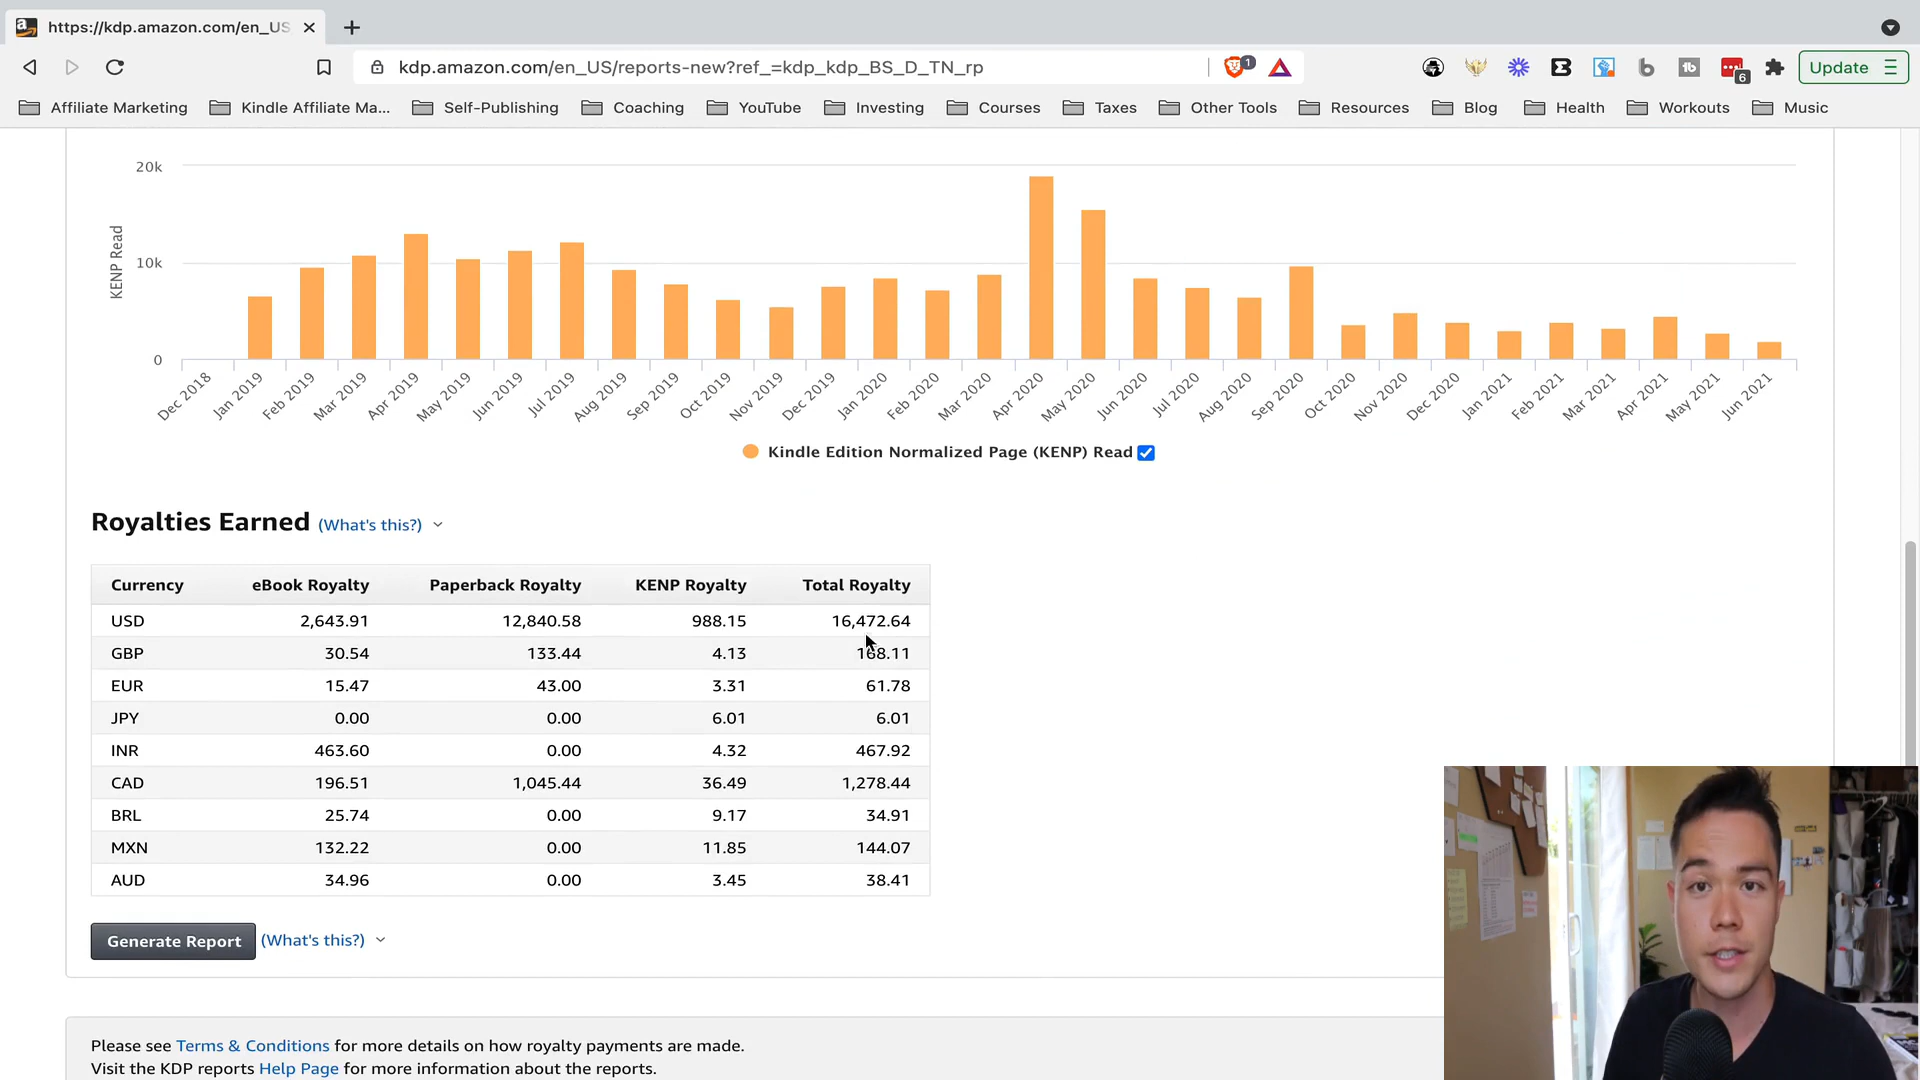 https://kdp.amazon.com/en_US
kdp.amazon.com/en_US/reports-new?ref_=kdp_kdp_BS_D_TN_rp
1
6
Update
Affiliate Marketing Kindle Affiliate Ma... Self-Publishing Coaching YouTube Investing Courses Taxes Other Tools Resources Blog Health Workouts Music
20k
10k
0
KENP Read
Dec 2018 Jan 2019 Feb 2019 Mar 2019 Apr 2019 May 2019 Jun 2019 Jul 2019 Aug 2019 Sep 2019 Oct 2019 Nov 2019 Dec 2019 Jan 2020 Feb 2020 Mar 2020 Apr 2020 May 2020 Jun 2020 Jul 2020 Aug 2020 Sep 2020 Oct 2020 Nov 2020 Dec 2020 Jan 2021 Feb 2021 Mar 2021 Apr 2021 May 2021 Jun 2021
Kindle Edition Normalized Page (KENP) Read
Royalties Earned (What's this?)
Currency eBook Royalty Paperback Royalty KENP Royalty Total Royalty
USD 2,643.91 12,840.58 988.15 16,472.64
GBP 30.54 133.44 4.13 168.11
EUR 15.47 43.00 3.31 61.78
JPY 0.00 0.00 6.01 6.01
INR 463.60 0.00 4.32 467.92
CAD 196.51 1,045.44 36.49 1,278.44
BRL 25.74 0.00 9.17 34.91
MXN 132.22 0.00 11.85 144.07
AUD 34.96 0.00 3.45 38.41
Generate Report (What's this?)
Please see Terms & Conditions for more details on how royalty payments are made.
Visit the KDP reports Help Page for more information about the reports.